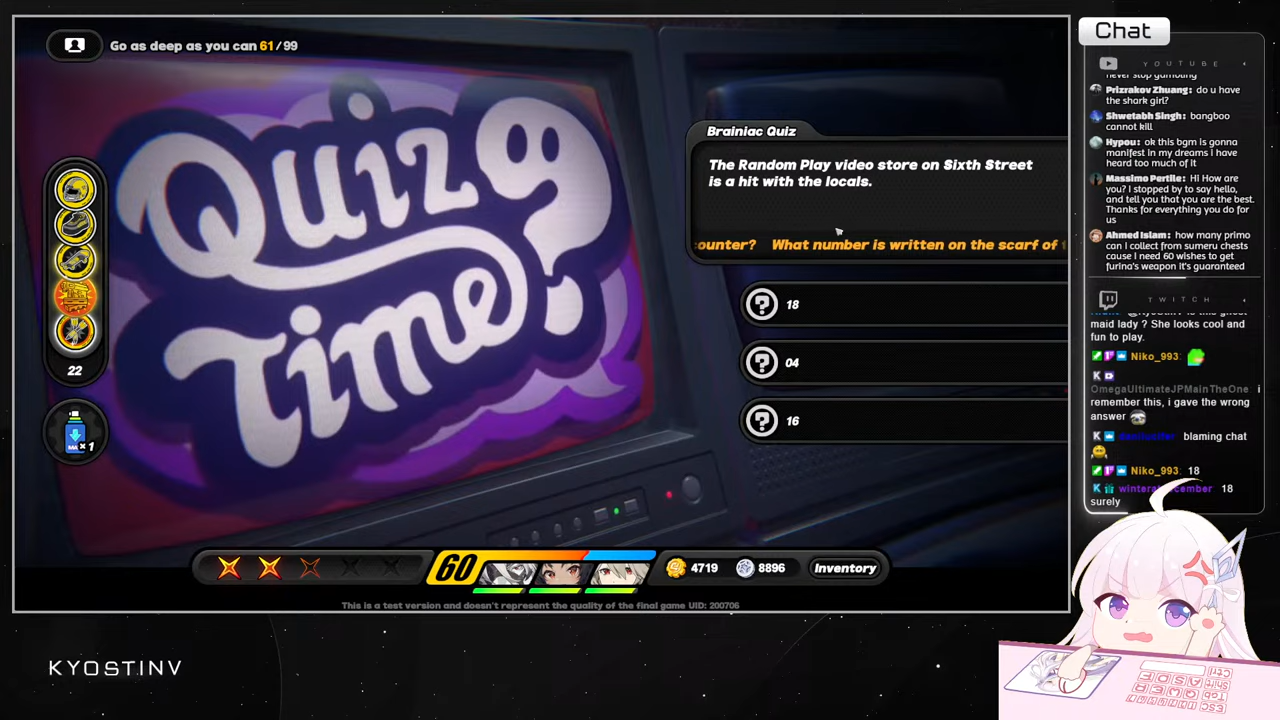 Go as deep as you can 61/99
22
×1
Quiz
Time
Brainiac Quiz
The Random Play video store on Sixth Street
is a hit with the locals.
ounter? What number is written on the scarf of
18
04
16
60
4719
8896
Inventory
This is a test version and doesn't represent the quality of the final game UID: 200706
KYOSTINV
Chat
YOUTUBE
never stop gambling
Prizrakov Zhuang: do u have
the shark girl?
Shwetabh Singh: bangboo
cannot kill
Hypou: ok this bgm is gonna
manifest in my dreams i have
heard too much of it
Massimo Pertile: Hi How are
you? I stopped by to say hello,
and tell you that you are the best.
Thanks for everything you do for
us
Ahmed Islam: how many primo
can I collect from sumeru chests
cause I need 60 wishes to get
furina's weapon it's guaranteed
TWITCH
maid lady ? She looks cool and
fun to play.
Niko_993:
OmegaUltimateJPMainTheOne i
remember this, i gave the wrong
answer
blaming chat
Niko_993: 18
18
surely